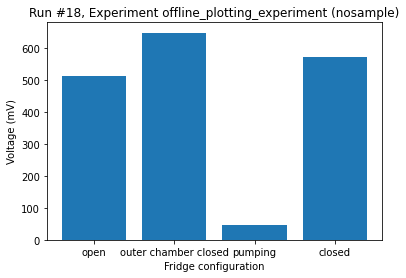 Run #18, Experiment offline_plotting_experiment (nosample)
600
500
400
300
200
100
0
Voltage (mV)
open outer chamber closed pumping closed
Fridge configuration